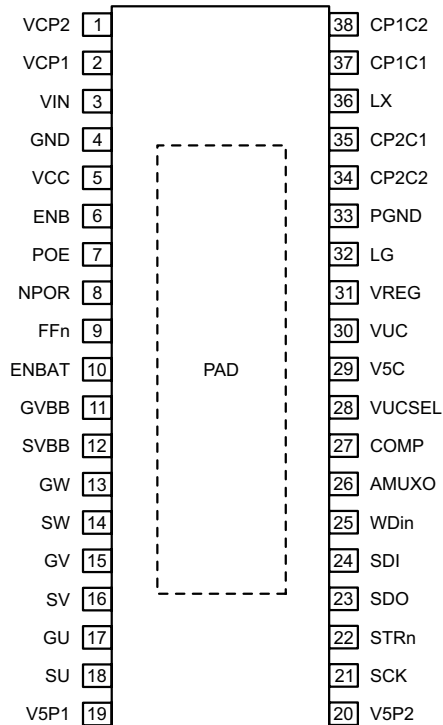 VCP2 1 38 CP1C2
VCP1 2 37 CP1C1
VIN 3 36 LX
GND 4 35 CP2C1
VCC 5 34 CP2C2
ENB 6 33 PGND
POE 7 32 LG
NPOR 8 31 VREG
FFn 9 30 VUC
ENBAT 10 PAD 29 V5C
GVBB 11 28 VUCSEL
SVBB 12 27 COMP
GW 13 26 AMUXO
SW 14 25 WDin
GV 15 24 SDI
SV 16 23 SDO
GU 17 22 STRn
SU 18 21 SCK
V5P1 19 20 V5P2